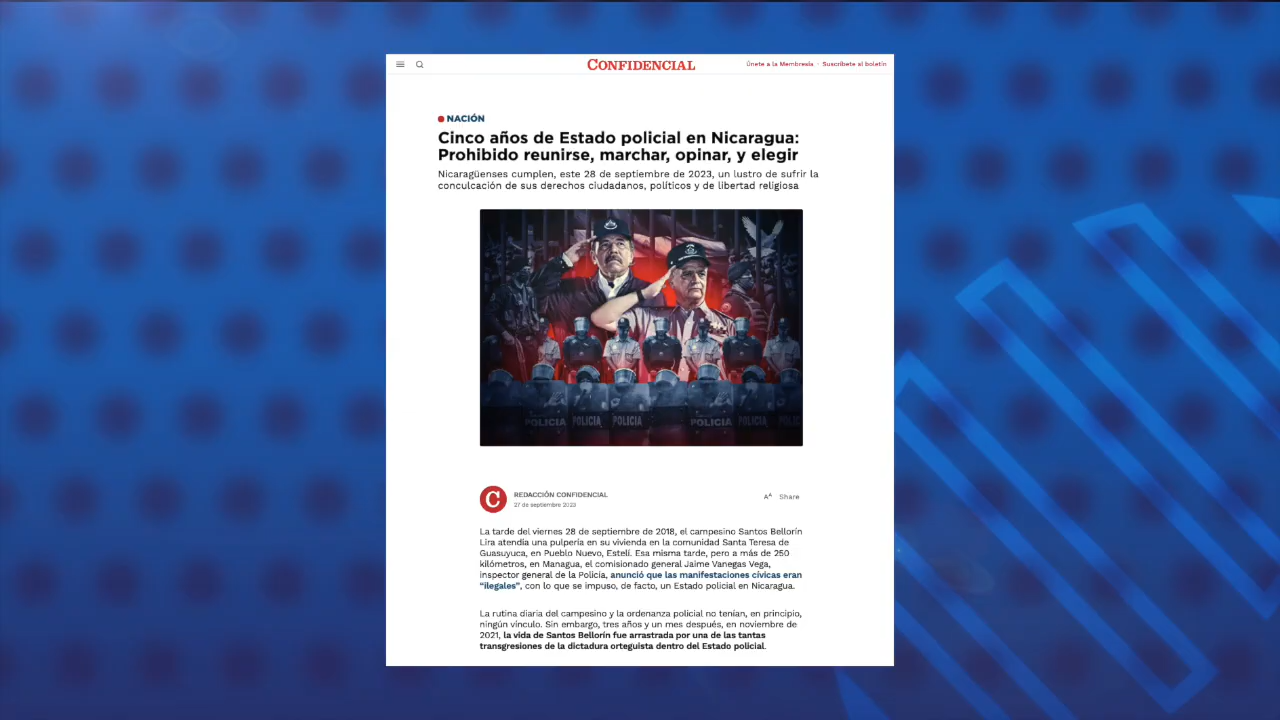 CONFIDENCIAL
Únete a la Membresía · Suscríbete al boletín
NACIÓN
Cinco años de Estado policial en Nicaragua:
Prohibido reunirse, marchar, opinar, y elegir
Nicaragüenses cumplen, este 28 de septiembre de 2023, un lustro de sufrir la
conculcación de sus derechos ciudadanos, políticos y de libertad religiosa
POLICIA POLICIA POLICIA POLICIA POLICIA
C
REDACCIÓN CONFIDENCIAL
27 de septiembre 2023
AA Share
La tarde del viernes 28 de septiembre de 2018, el campesino Santos Bellorín
Lira atendía una pulpería en su vivienda en la comunidad Santa Teresa de
Guasuyuca, en Pueblo Nuevo, Estelí. Esa misma tarde, pero a más de 250
kilómetros, en Managua, el comisionado general Jaime Vanegas Vega,
inspector general de la Policía, anunció que las manifestaciones cívicas eran
“ilegales”, con lo que se impuso, de facto, un Estado policial en Nicaragua.
La rutina diaria del campesino y la ordenanza policial no tenían, en principio,
ningún vínculo. Sin embargo, tres años y un mes después, en noviembre de
2021, la vida de Santos Bellorín fue arrastrada por una de las tantas
transgresiones de la dictadura orteguista dentro del Estado policial.